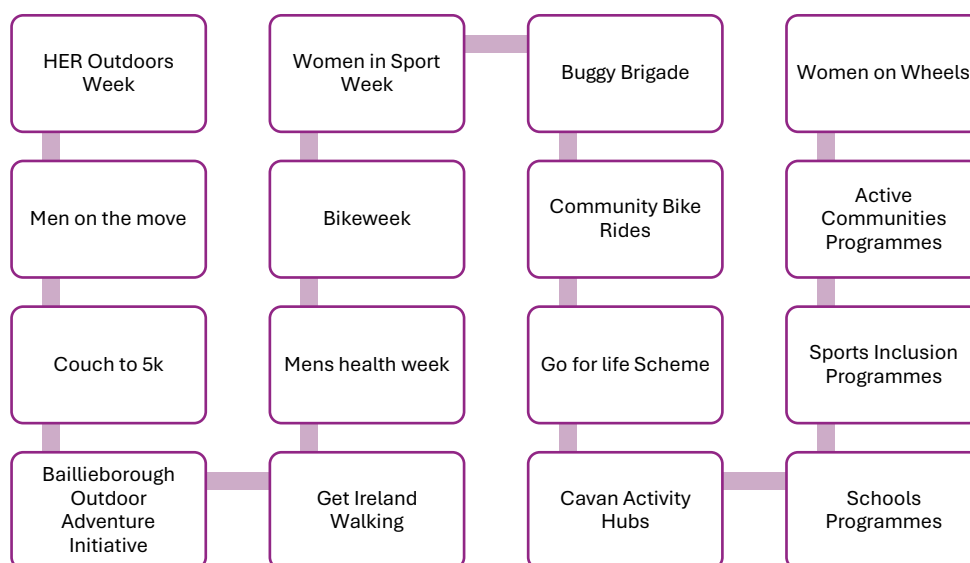 HER Outdoors
Week
Men on the move
Couch to 5k
Baillieborough
Outdoor
Adventure
Initiative
Get Ireland
Walking
Mens health week
Bikeweek
Women in Sport
Week
Buggy Brigade
Community Bike
Rides
Go for life Scheme
Cavan Activity
Hubs
Schools
Programmes
Sports Inclusion
Programmes
Active
Communities
Programmes
Women on Wheels